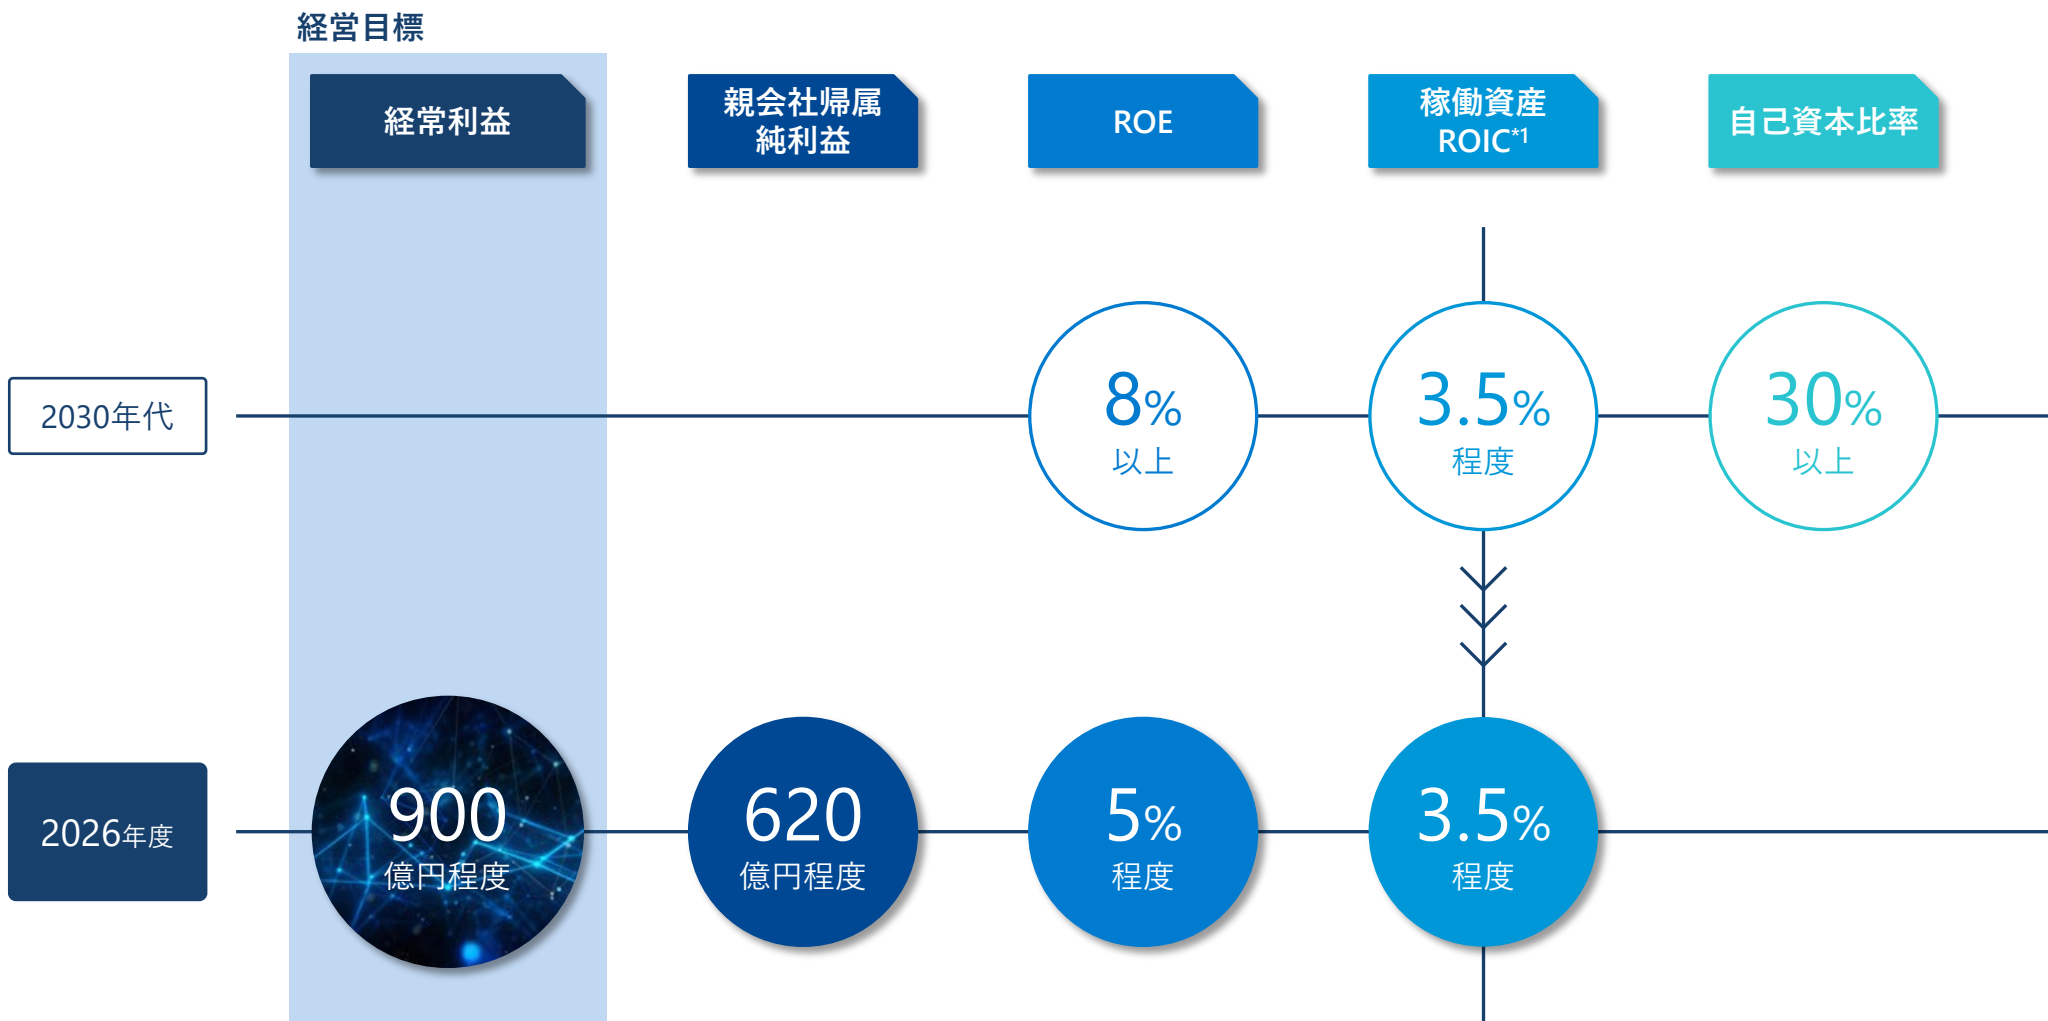 経営目標
経常利益
親会社帰属
純利益
ROE
稼働資産
ROIC*1
自己資本比率
2030年代
8%
以上
3.5%
程度
30%
以上
2026年度
900
億円程度
620
億円程度
5%
程度
3.5%
程度